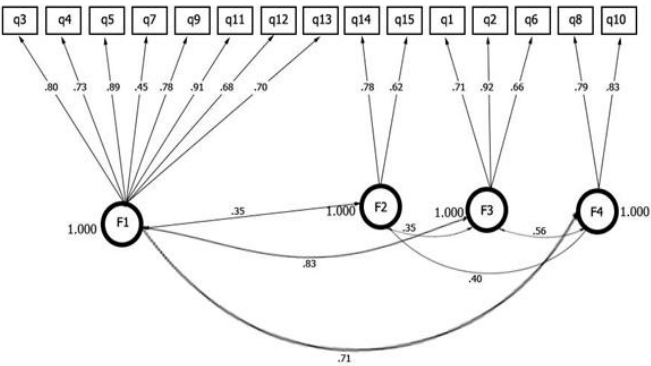 q3 q4 q5 q7 q9 q11 q12 q13 q14 q15 q1 q2 q6 q8 q10
.80 .73 .89 .45 .78 .91 .68 .70 .78 .62 .71 .92 .66 .79 .83
1.000 F1 .35 1.000 F2 .35 1.000 F3 .56 F4 1.000
.83 .40
.71